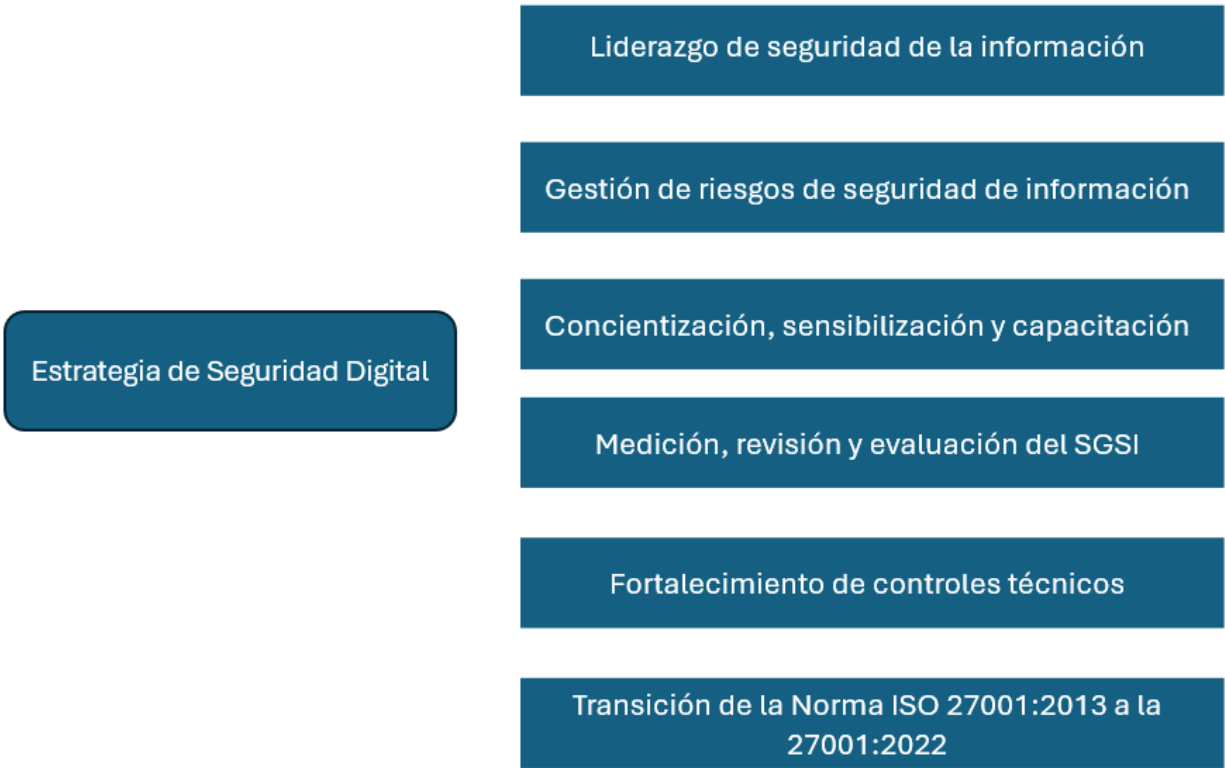 Liderazgo de seguridad de la información
Gestión de riesgos de seguridad de información
Concientización, sensibilización y capacitación
Estrategia de Seguridad Digital
Medición, revisión y evaluación del SGSI
Fortalecimiento de controles técnicos
Transición de la Norma ISO 27001:2013 a la
27001:2022